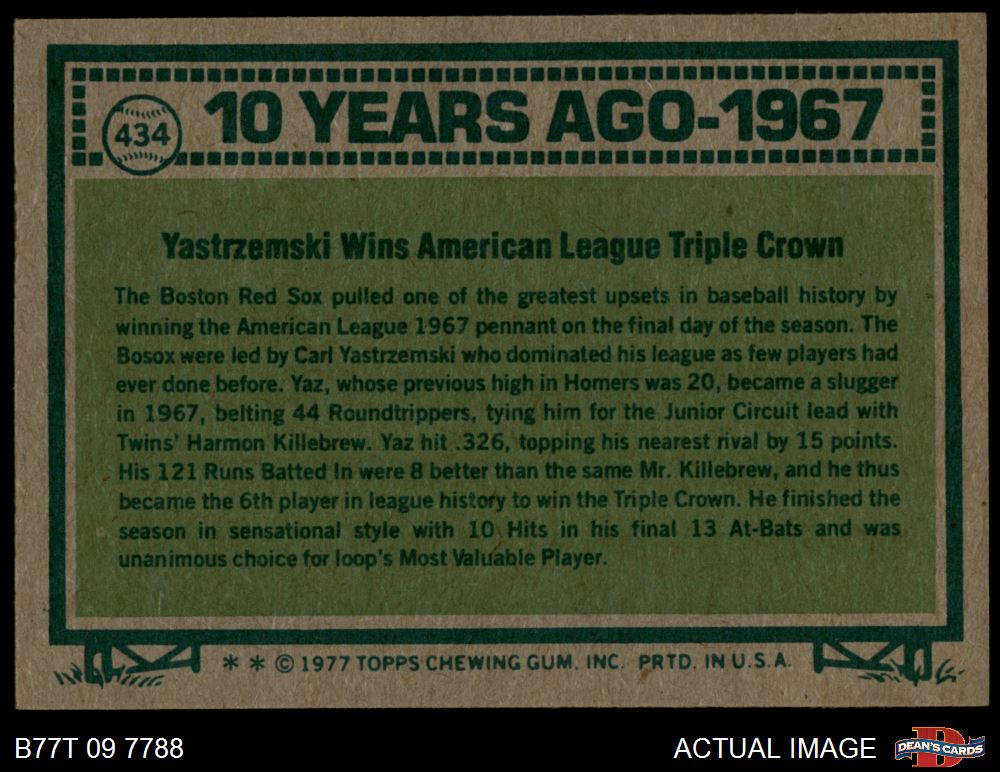 434
10 YEARS AGO-1967
Yastrzemski Wins American League Triple Crown
The Boston Red Sox pulled one of the greatest upsets in baseball history by
winning the American League 1967 pennant on the final day of the season. The
Bosox were led by Carl Yastrzemski who dominated his league as few players had
ever done before. Yaz, whose previous high in Homers was 20, became a slugger
in 1967, belting 44 Roundtrippers, tying him for the Junior Circuit lead with
Twins' Harmon Killebrew. Yaz hit .326, topping his nearest rival by 15 points.
His 121 Runs Batted In were 8 better than the same Mr. Killebrew, and he thus
became the 6th player in league history to win the Triple Crown. He finished the
season in sensational style with 10 Hits in his final 13 At-Bats and was
unanimous choice for loop's Most Valuable Player.
* * © 1977 TOPPS CHEWING GUM, INC. PRTD. IN U.S.A.
B77T 09 7788
ACTUAL IMAGE
D
DEAN'S CARDS